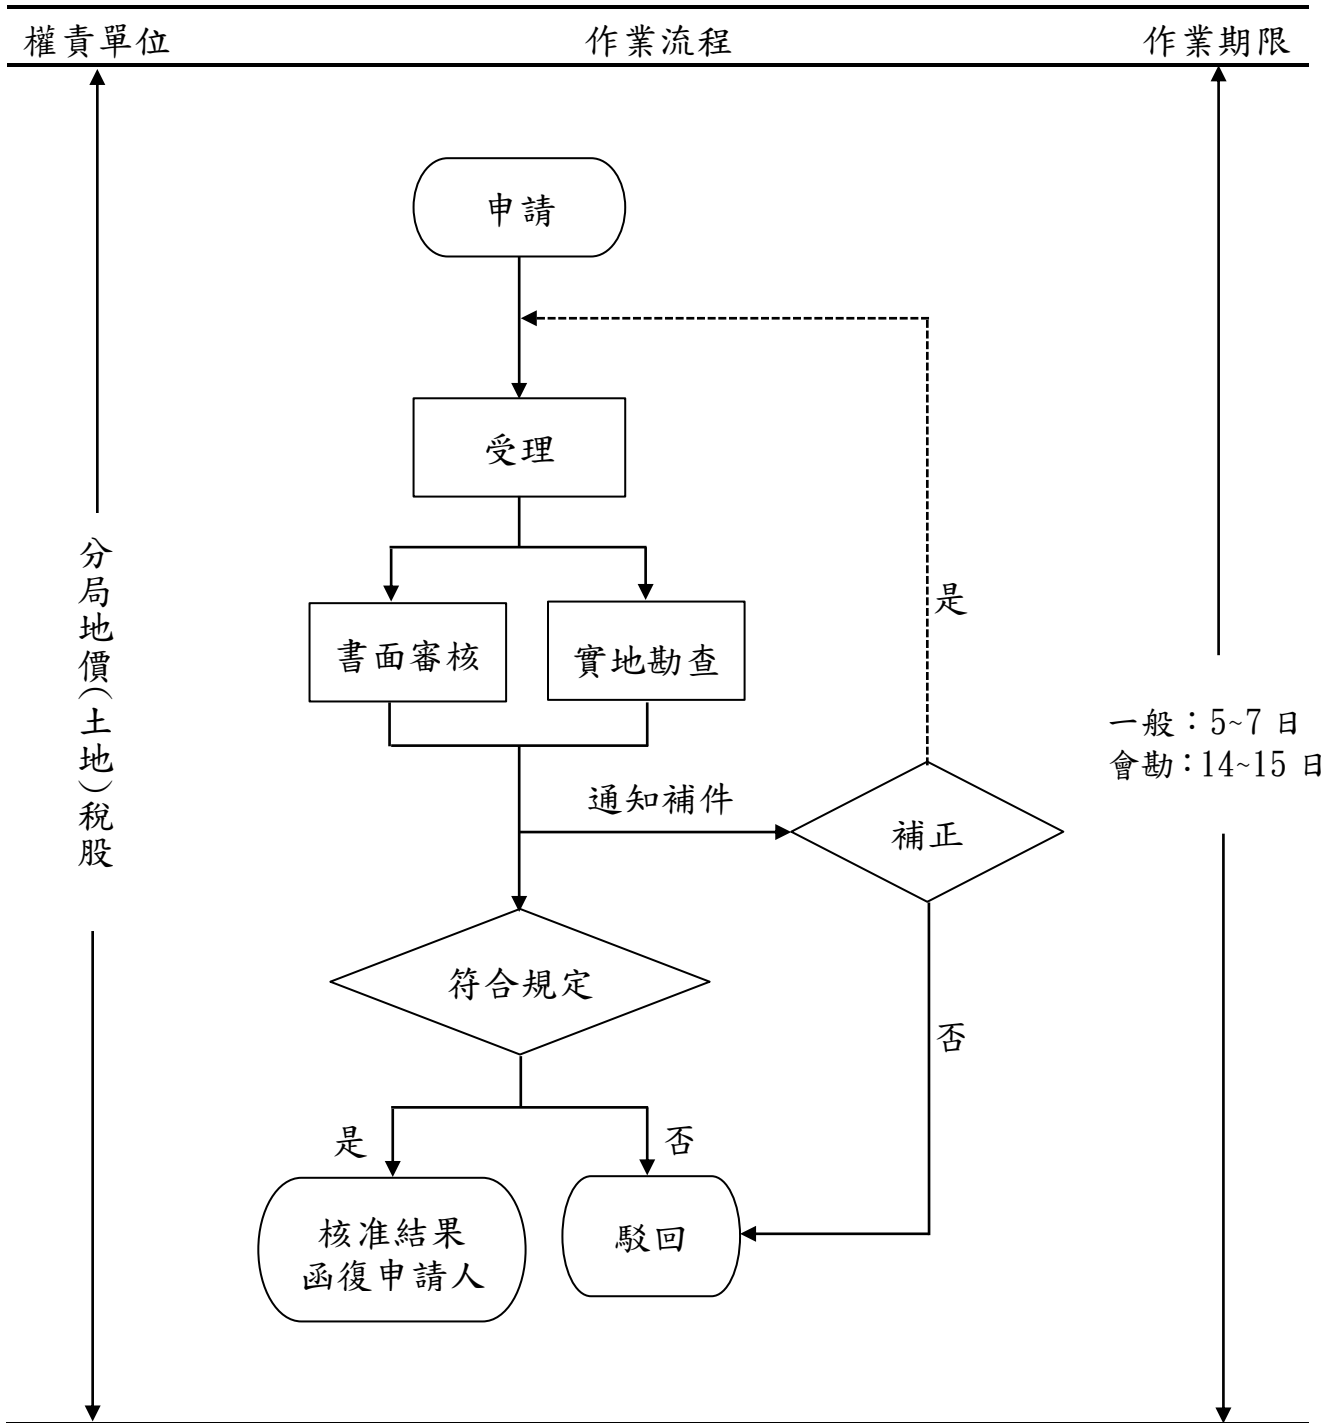 權責單位
作業流程
作業期限
申請
受理
書面審核
實地勘查
是
分局地價(土地)稅股
一般：5~7 日
會勘：14~15 日
通知補件
補正
符合規定
否
是
否
核准結果
函復申請人
駁回